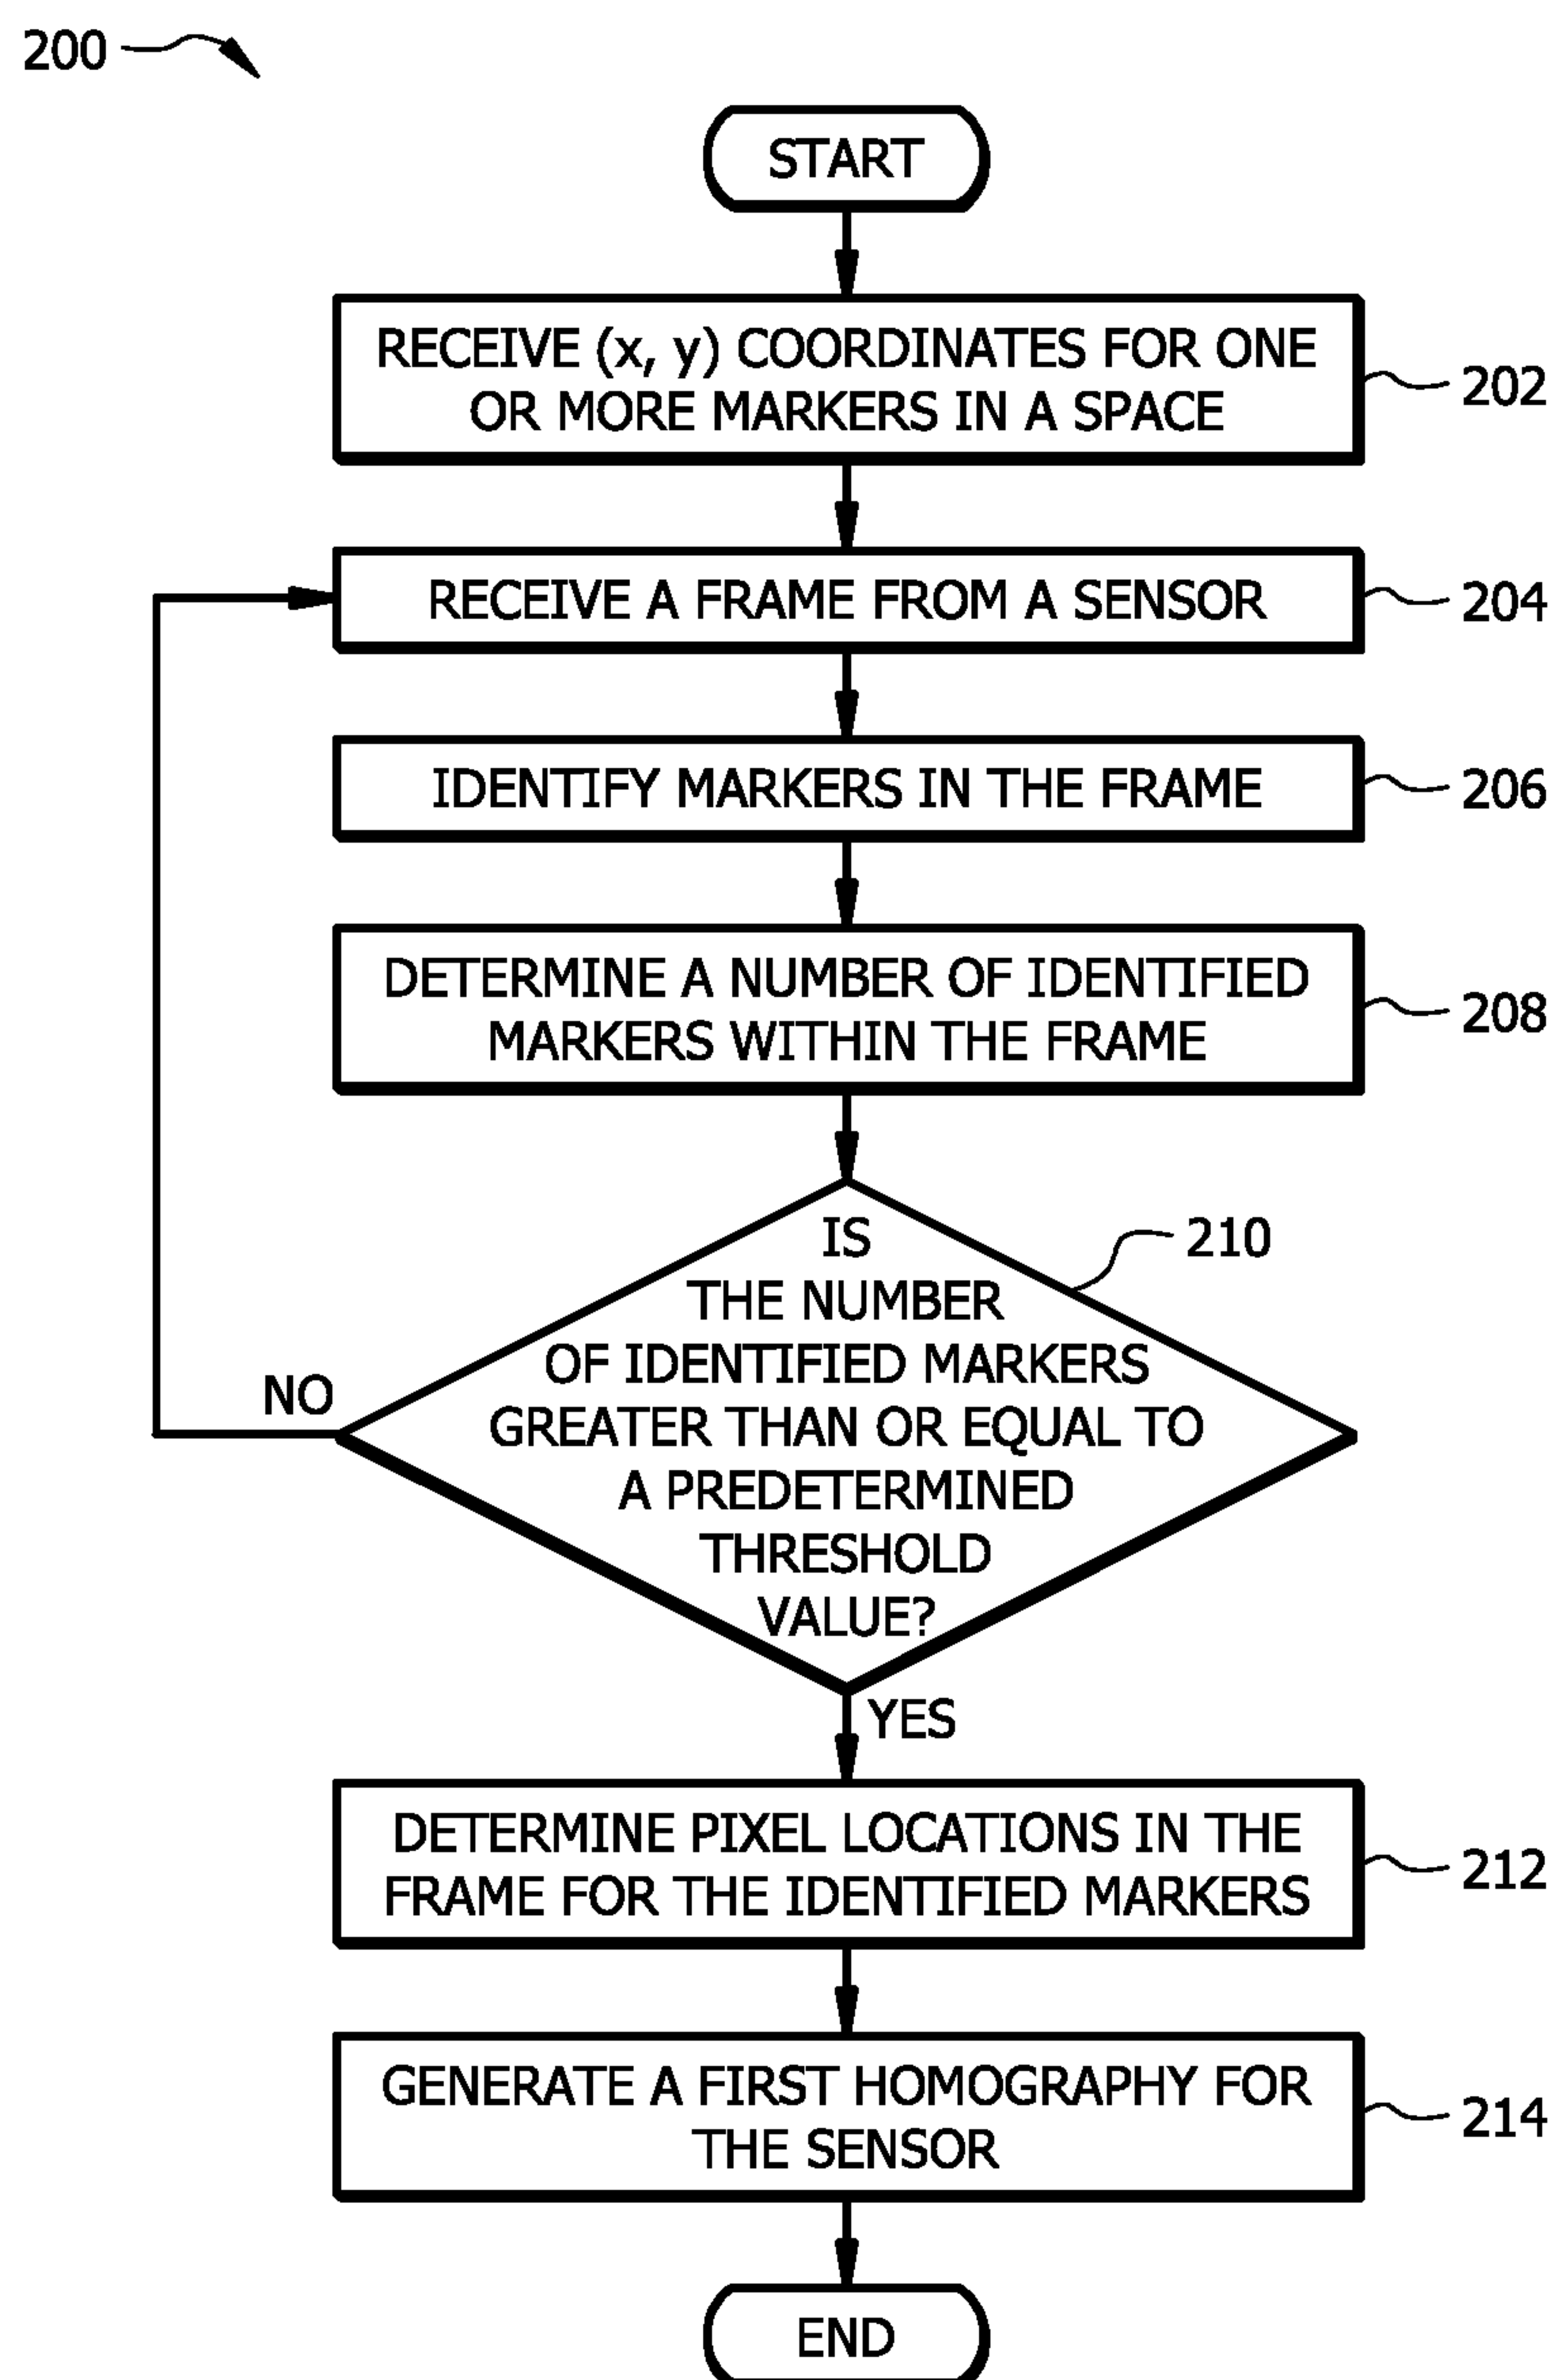 200
START
RECEIVE (x, y) COORDINATES FOR ONE
OR MORE MARKERS IN A SPACE
202
RECEIVE A FRAME FROM A SENSOR
204
IDENTIFY MARKERS IN THE FRAME
206
DETERMINE A NUMBER OF IDENTIFIED
MARKERS WITHIN THE FRAME
208
IS
THE NUMBER
OF IDENTIFIED MARKERS
GREATER THAN OR EQUAL TO
A PREDETERMINED
THRESHOLD
VALUE?
210
NO
YES
DETERMINE PIXEL LOCATIONS IN THE
FRAME FOR THE IDENTIFIED MARKERS
212
GENERATE A FIRST HOMOGRAPHY FOR
THE SENSOR
214
END